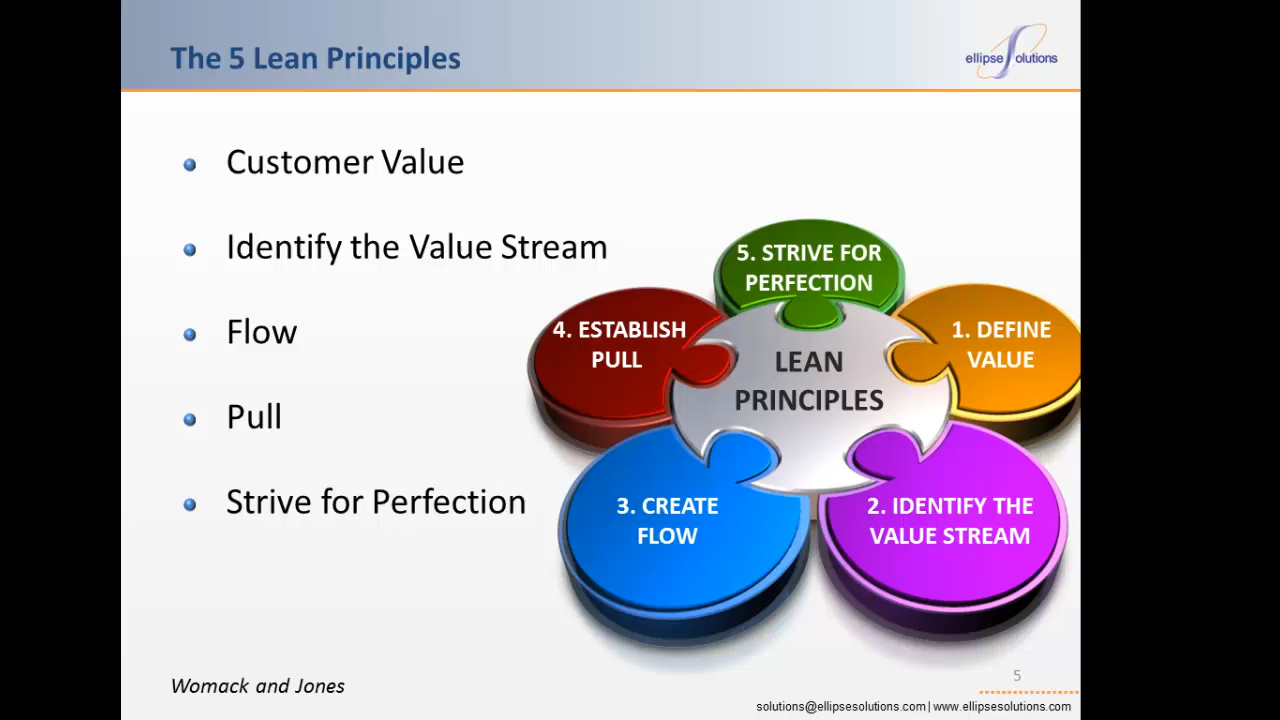 The 5 Lean Principles
ellipse Solutions
Customer Value
Identify the Value Stream
Flow
Pull
Strive for Perfection
5. STRIVE FOR
PERFECTION
4. ESTABLISH
PULL
1. DEFINE
VALUE
LEAN
PRINCIPLES
3. CREATE
FLOW
2. IDENTIFY THE
VALUE STREAM
Womack and Jones
5
solutions@ellipsesolutions.com | www.ellipsesolutions.com